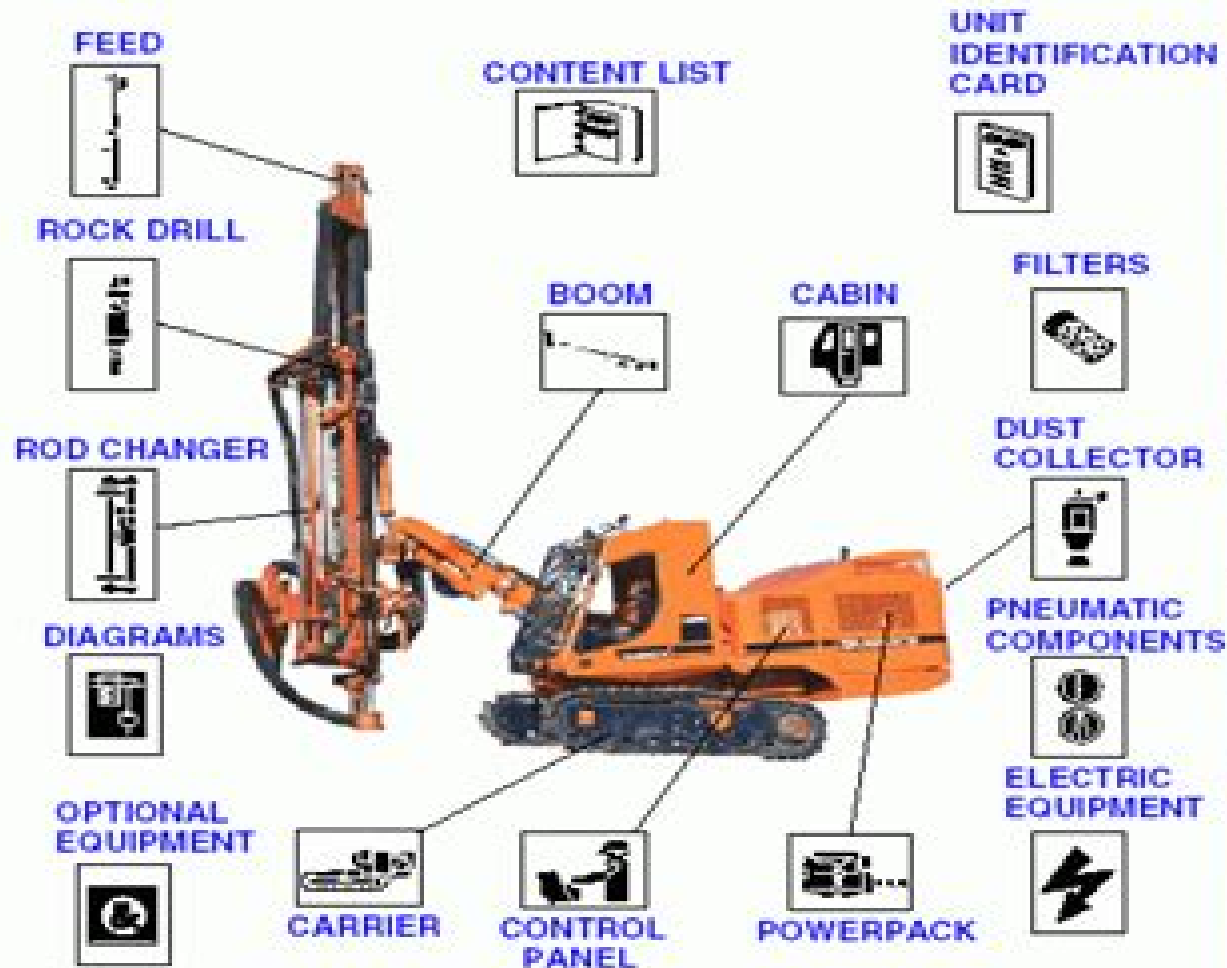 FEED
CONTENT LIST
UNIT
IDENTIFICATION
CARD
ROCK DRILL
BOOM
CABIN
FILTERS
ROD CHANGER
DUST
COLLECTOR
DIAGRAMS
PNEUMATIC
COMPONENTS
OPTIONAL
EQUIPMENT
CARRIER
CONTROL
PANEL
POWERPACK
ELECTRIC
EQUIPMENT